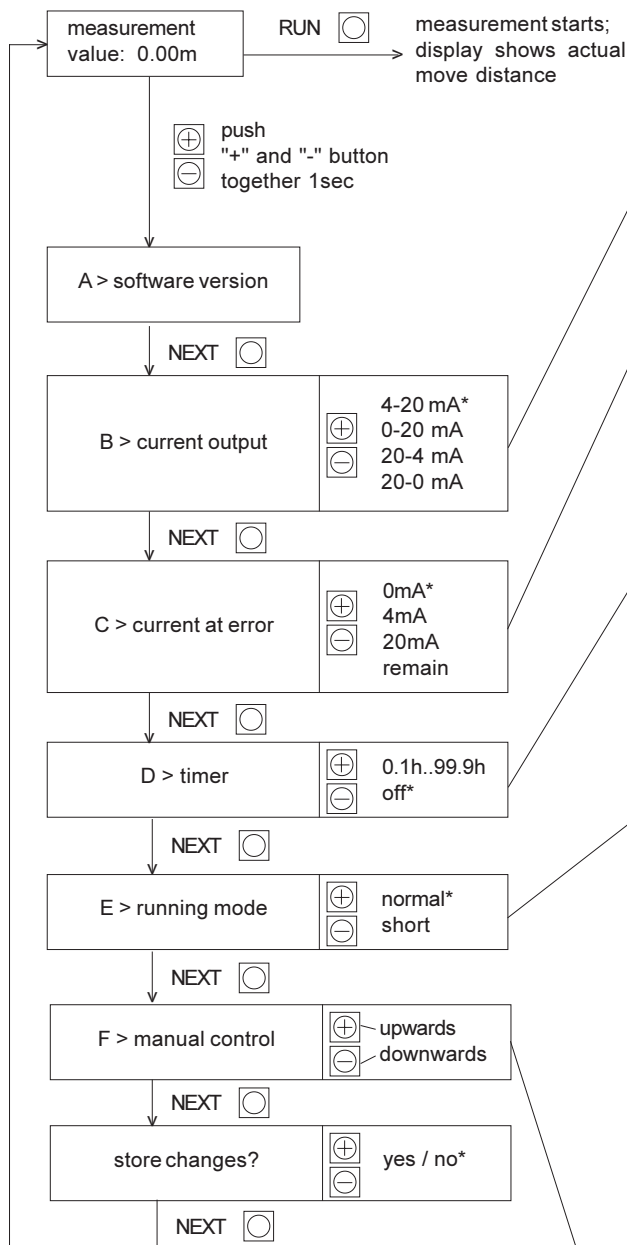 measurement
value: 0.00m
RUN
measurement starts;
display shows actual
move distance
push
"+" and "-" button
together 1sec
A > software version
NEXT
B > current output
4-20 mA*
0-20 mA
20-4 mA
20-0 mA
NEXT
C > current at error
0mA*
4mA
20mA
remain
NEXT
D > timer
0.1h..99.9h
off*
NEXT
E > running mode
normal*
short
NEXT
F > manual control
upwards
downwards
NEXT
store changes?
yes / no*
NEXT